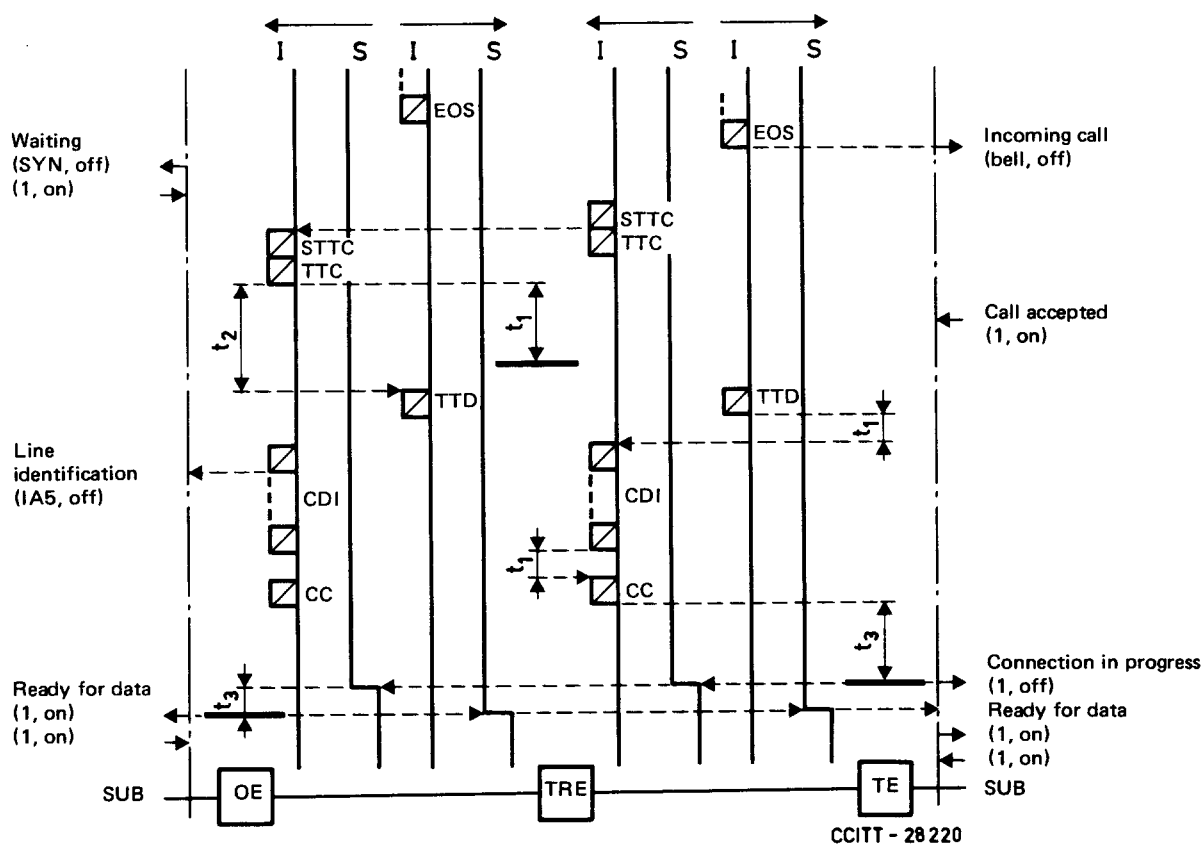 I S I S I S I S
EOS
EOS
Waiting
(SYN, off)
(1, on)
Incoming call
(bell, off)
STTC
TTC
STTC
TTC
t2
t1
Call accepted
(1, on)
TTD
TTD
t1
Line
identification
(IA5, off)
CDI
CDI
t1
CC
CC
t3
Connection in progress
(1, off)
Ready for data
(1, on)
(1, on)
t3
Ready for data
(1, on)
(1, on)
SUB OE TRE TE SUB
CCITT - 28 220